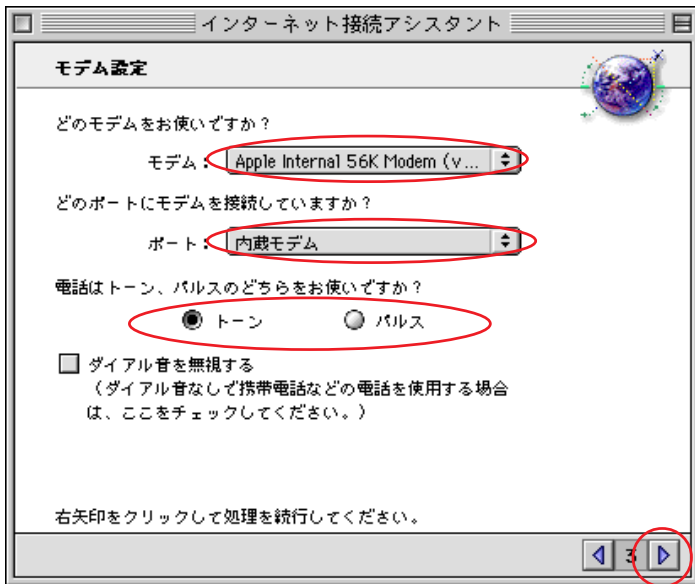 インターネット接続アシスタント
モデム設定
どのモデムをお使いですか？
モデム： Apple Internal 56K Modem (v...
どのポートにモデムを接続していますか？
ポート： 内蔵モデム
電話はトーン、パルスのどちらをお使いですか？
トーン パルス
ダイアル音を無視する
（ダイアル音なしで携帯電話などの電話を使用する場合
は、ここをチェックしてください。）
右矢印をクリックして処理を続行してください。
3